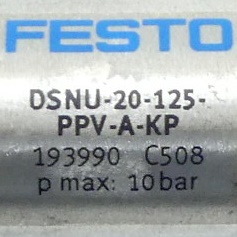 FESTO
DSNU-20-125-
PPV-A-KP
193990 C508
p max: 10bar